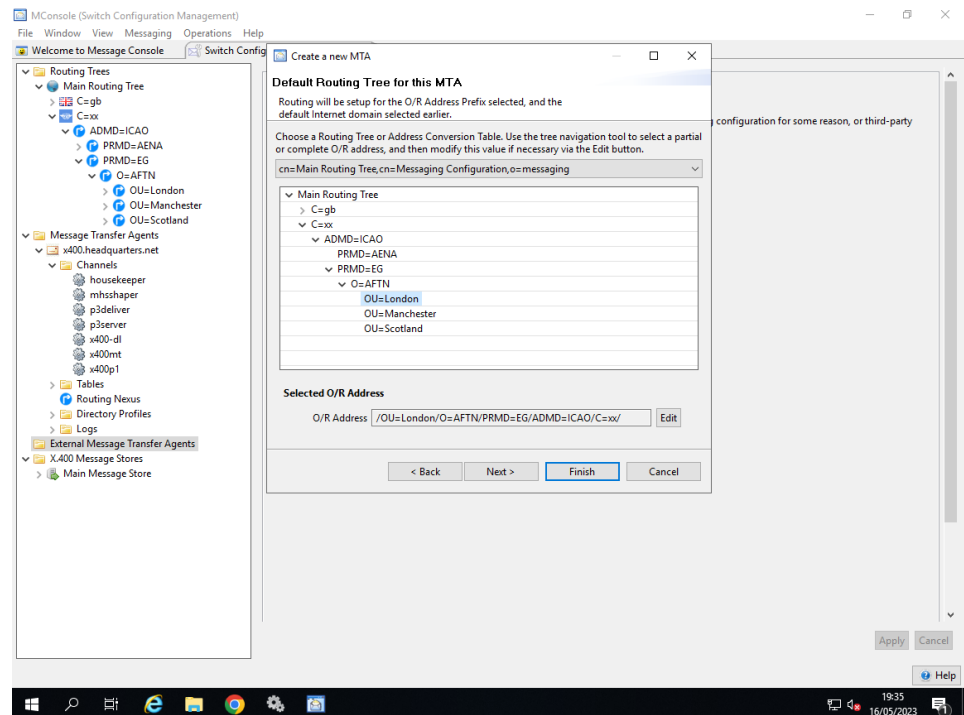 MConsole (Switch Configuration Management)
File Window View Messaging Operations Help
Welcome to Message Console
Switch Config
Routing Trees
Main Routing Tree
C=gb
C=xx
ADMD=ICAO
PRMD=AENA
PRMD=EG
O=AFTN
OU=London
OU=Manchester
OU=Scotland
Message Transfer Agents
x400.headquarters.net
Channels
housekeeper
mhsshaper
p3deliver
p3server
x400-dl
x400mt
x400p1
Tables
Routing Nexus
Directory Profiles
Logs
External Message Transfer Agents
X.400 Message Stores
Main Message Store
Create a new MTA
Default Routing Tree for this MTA
Routing will be setup for the O/R Address Prefix selected, and the
default Internet domain selected earlier.
Choose a Routing Tree or Address Conversion Table. Use the tree navigation tool to select a partial
or complete O/R address, and then modify this value if necessary via the Edit button.
cn=Main Routing Tree,cn=Messaging Configuration,o=messaging
Main Routing Tree
C=gb
C=xx
ADMD=ICAO
PRMD=AENA
PRMD=EG
O=AFTN
OU=London
OU=Manchester
OU=Scotland
Selected O/R Address
O/R Address /OU=London/O=AFTN/PRMD=EG/ADMD=ICAO/C=xx/ Edit
< Back Next > Finish Cancel
configuration for some reason, or third-party
Apply Cancel
Help
19:35
16/05/2023
1